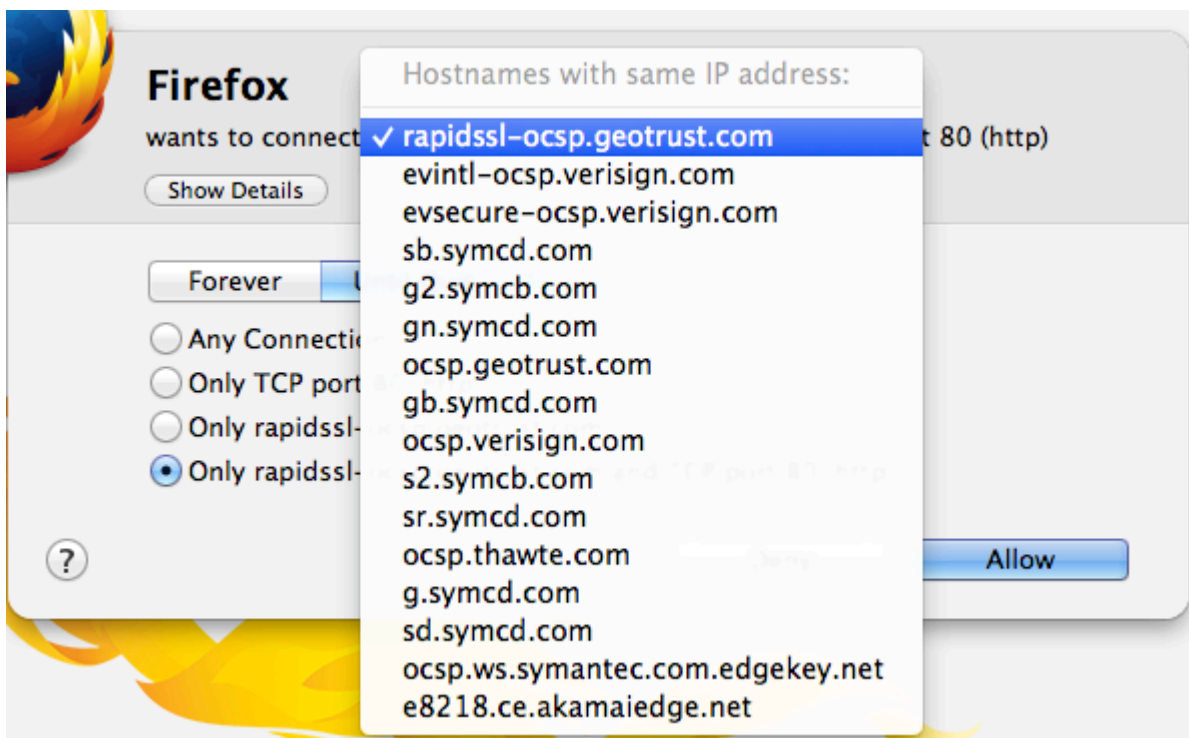 Firefox
wants to connect
t 80 (http)
Show Details
Hostnames with same IP address:
✓ rapidssl-ocsp.geotrust.com
evintl-ocsp.verisign.com
evsecure-ocsp.verisign.com
sb.symcd.com
g2.symcb.com
gn.symcd.com
ocsp.geotrust.com
gb.symcd.com
ocsp.verisign.com
s2.symcb.com
sr.symcd.com
ocsp.thawte.com
g.symcd.com
sd.symcd.com
ocsp.ws.symantec.com.edgekey.net
e8218.ce.akamaiedge.net
Forever
Any Connectio
Only TCP port
Only rapidssl-
Only rapidssl-
?
Allow